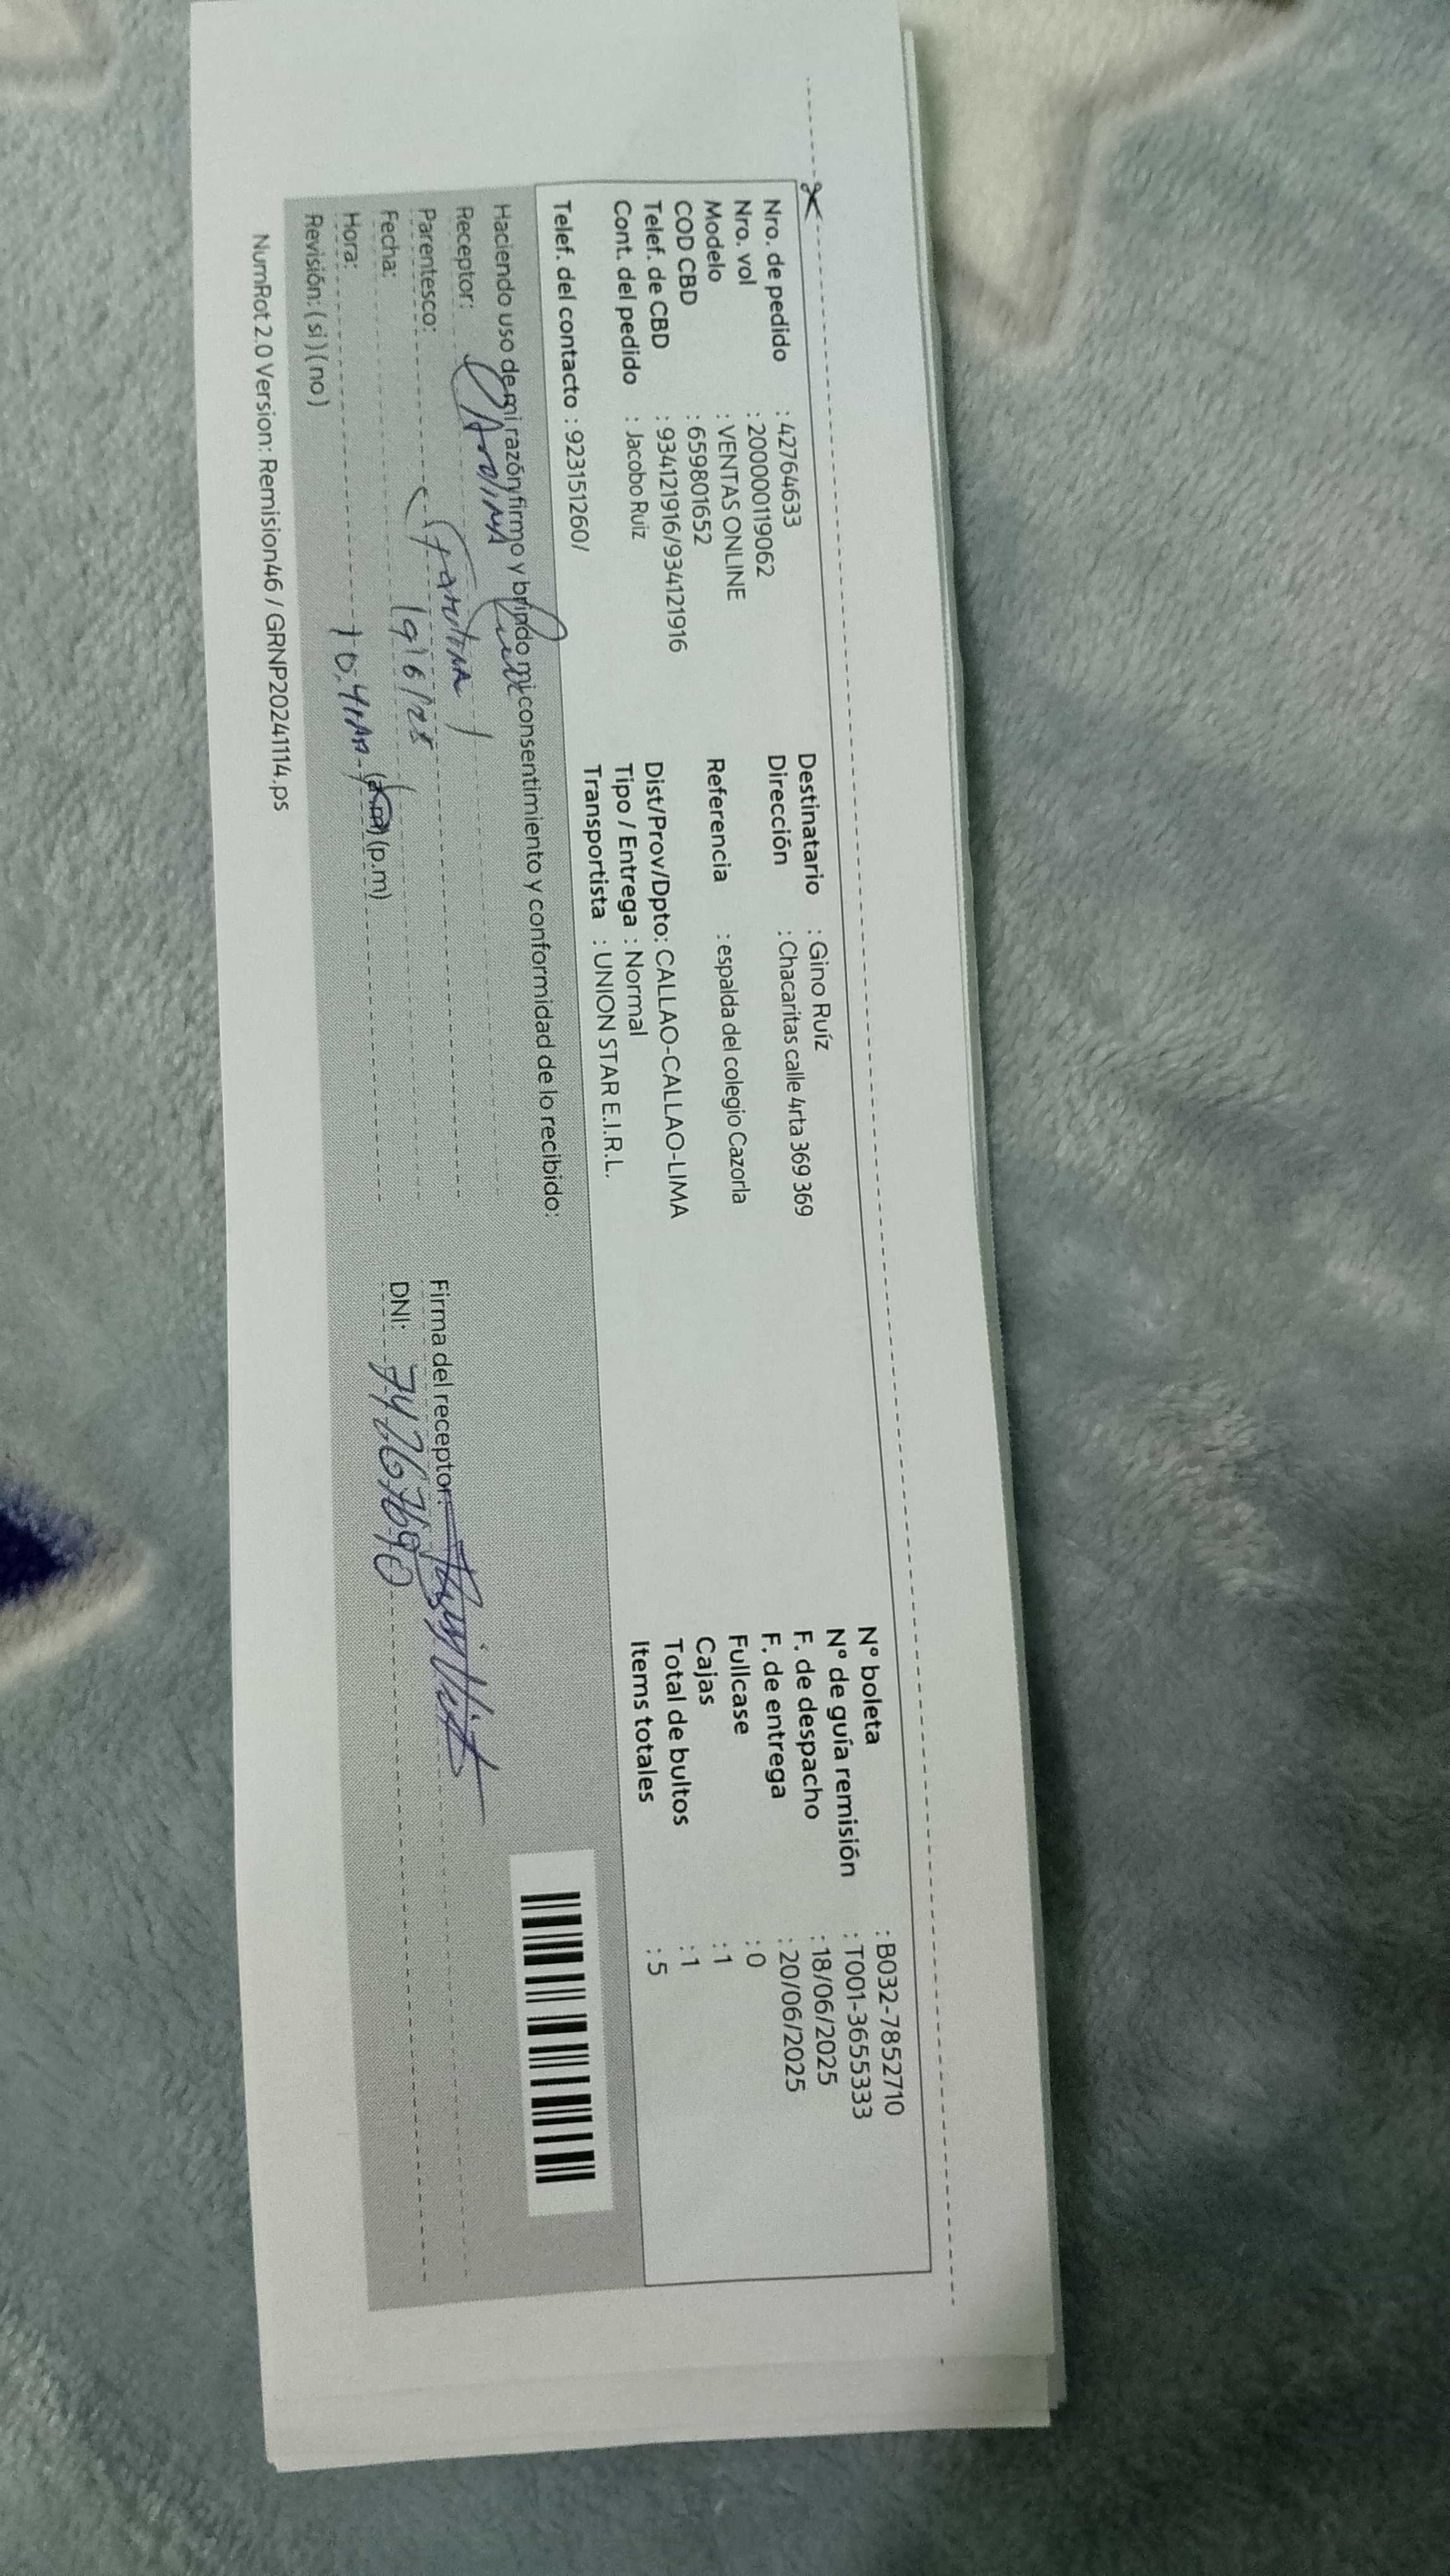 Nro. de pedido : 42764633
Nro. vol : 2000000119062
Modelo : VENTAS ONLINE
COD CBD : 659801652
Telef. de CBD : 934121916/934121916
Cont. del pedido : Jacobo Ruiz
Telef. del contacto : 923151260/
Destinatario : Gino Ruíz
Dirección : Chacaritas calle 4rta 369 369
Referencia : espalda del colegio Cazorla
Dist/Prov/Dpto: CALLAO-CALLAO-LIMA
Tipo / Entrega : Normal
Transportista : UNION STAR E.I.R.L.
N° boleta : B032-7852710
N° de guía remisión : T001-3655333
F. de despacho : 18/06/2025
F. de entrega : 20/06/2025
Fullcase : 0
Cajas : 1
Total de bultos : 1
Items totales : 5
Haciendo uso de mi razón firmo y brindo mi consentimiento y conformidad de lo recibido:
Receptor: Carolina
Parentesco:
Fecha: 19/6/25
Hora: (a.m) (p.m)
Revisión: ( si ) ( no )
Firma del receptor:
DNI: 74267690
NumRot 2.0 Version: Remision46 / GRNP20241114.ps